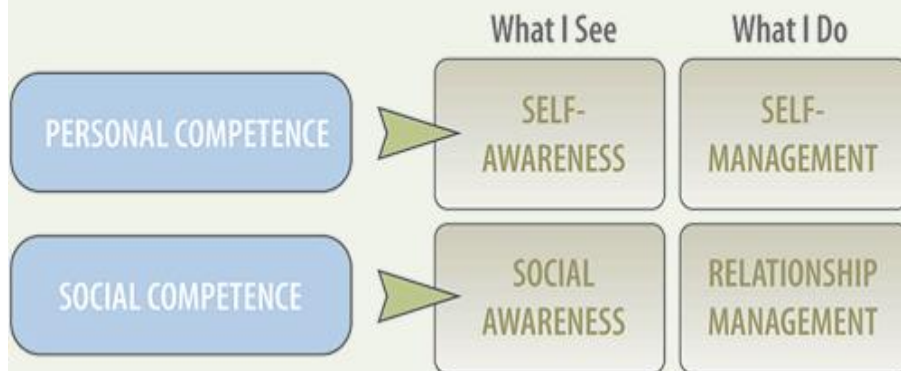 What I See What I Do
PERSONAL COMPETENCE
SELF-
AWARENESS
SELF-
MANAGEMENT
SOCIAL COMPETENCE
SOCIAL
AWARENESS
RELATIONSHIP
MANAGEMENT